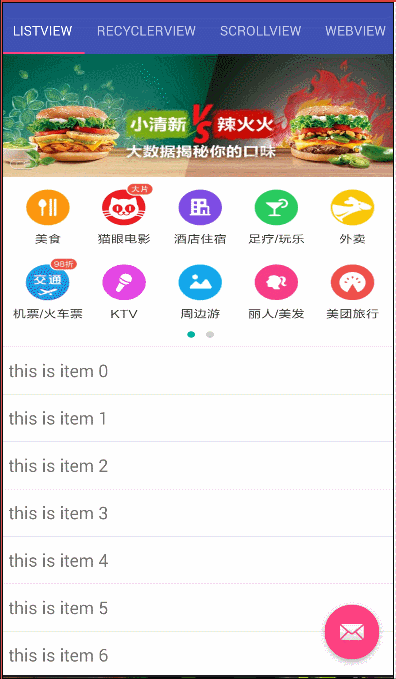 LISTVIEW RECYCLERVIEW SCROLLVIEW WEBVIEW
小清新 VS 辣火火
大数据揭秘你的口味
大片
美食 猫眼电影 酒店住宿 足疗/玩乐 外卖
98折
交通
机票/火车票 KTV 周边游 丽人/美发 美团旅行
this is item 0
this is item 1
this is item 2
this is item 3
this is item 4
this is item 5
this is item 6